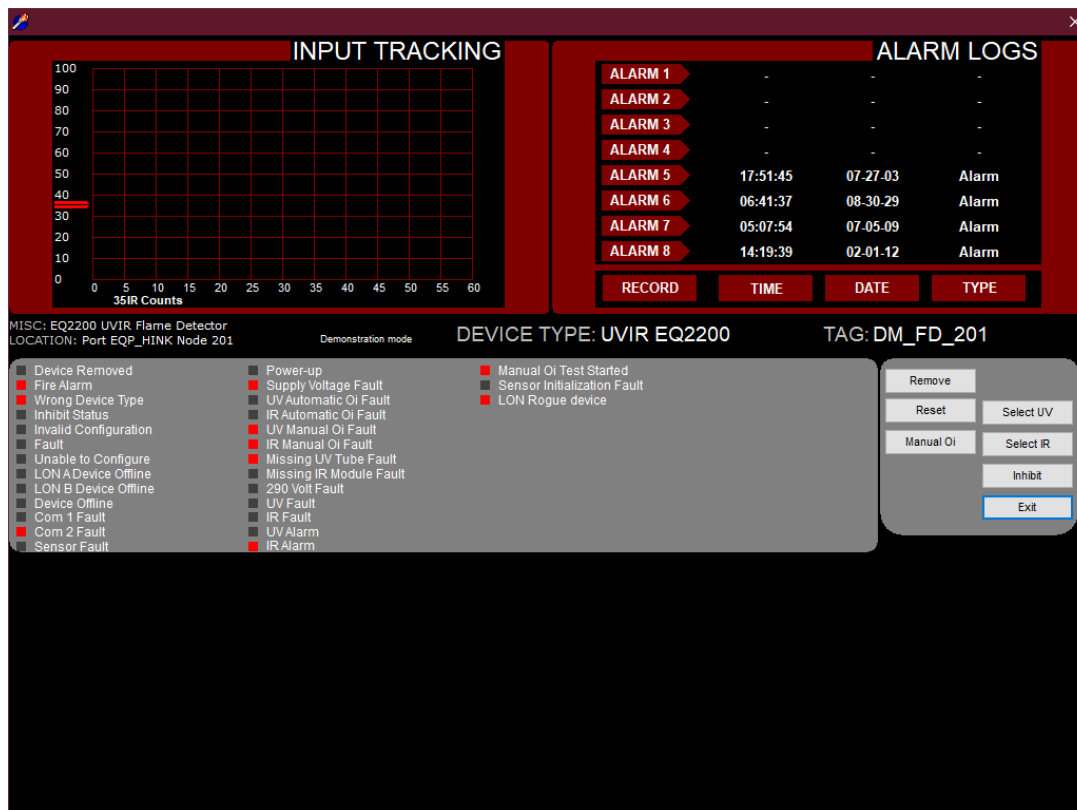 INPUT TRACKING
100
90
80
70
60
50
40
30
20
10
0
0 5 10 15 20 25 30 35 40 45 50 55 60
35IR Counts
ALARM LOGS
ALARM 1 - - -
ALARM 2 - - -
ALARM 3 - - -
ALARM 4 - - -
ALARM 5 17:51:45 07-27-03 Alarm
ALARM 6 06:41:37 08-30-29 Alarm
ALARM 7 05:07:54 07-05-09 Alarm
ALARM 8 14:19:39 02-01-12 Alarm
RECORD TIME DATE TYPE
MISC: EQ2200 UVIR Flame Detector
LOCATION: Port EQP_HINK Node 201
Demonstration mode
DEVICE TYPE: UVIR EQ2200
TAG: DM_FD_201
Device Removed
Fire Alarm
Wrong Device Type
Inhibit Status
Invalid Configuration
Fault
Unable to Configure
LON A Device Offline
LON B Device Offline
Device Offline
Com 1 Fault
Com 2 Fault
Sensor Fault
Power-up
Supply Voltage Fault
UV Automatic Oi Fault
IR Automatic Oi Fault
UV Manual Oi Fault
IR Manual Oi Fault
Missing UV Tube Fault
Missing IR Module Fault
290 Volt Fault
UV Fault
IR Fault
UV Alarm
IR Alarm
Manual Oi Test Started
Sensor Initialization Fault
LON Rogue device
Remove
Reset
Manual Oi
Select UV
Select IR
Inhibit
Exit